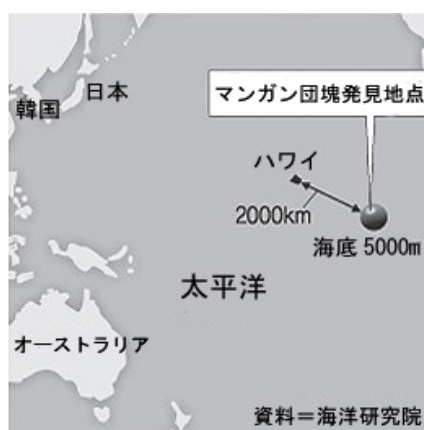 日本
韓国
マンガン団塊発見地点
ハワイ
2000km
海底 5000m
太平洋
オーストラリア
資料=海洋研究院